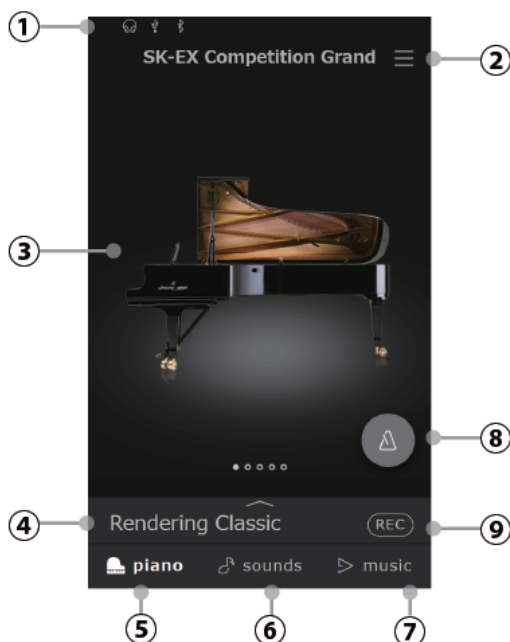 ①
SK-EX Competition Grand
②
③
⑧
④ Rendering Classic REC ⑨
piano sounds music
⑤ ⑥ ⑦